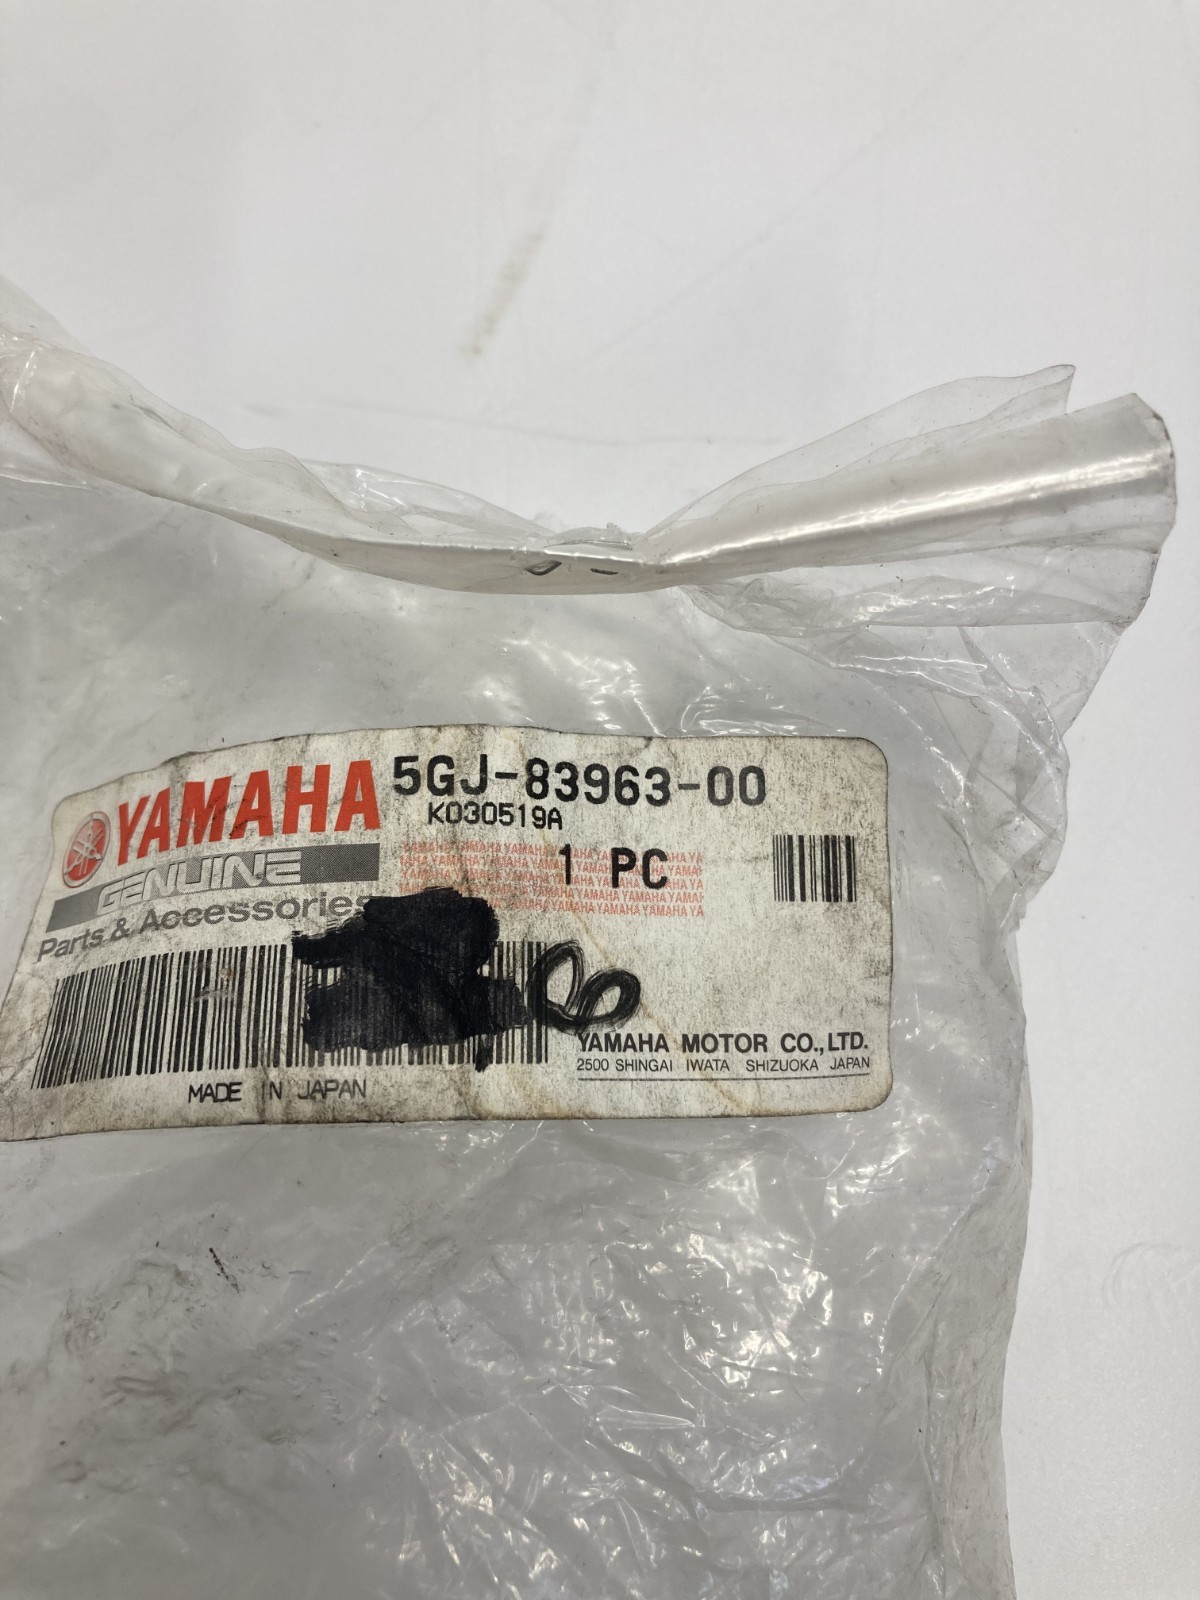 YAMAHA
GENUINE
Parts & Accessories
5GJ-83963-00
K030519A
1 PC
MADE IN JAPAN
YAMAHA MOTOR CO.,LTD.
2500 SHINGAI IWATA SHIZUOKA JAPAN